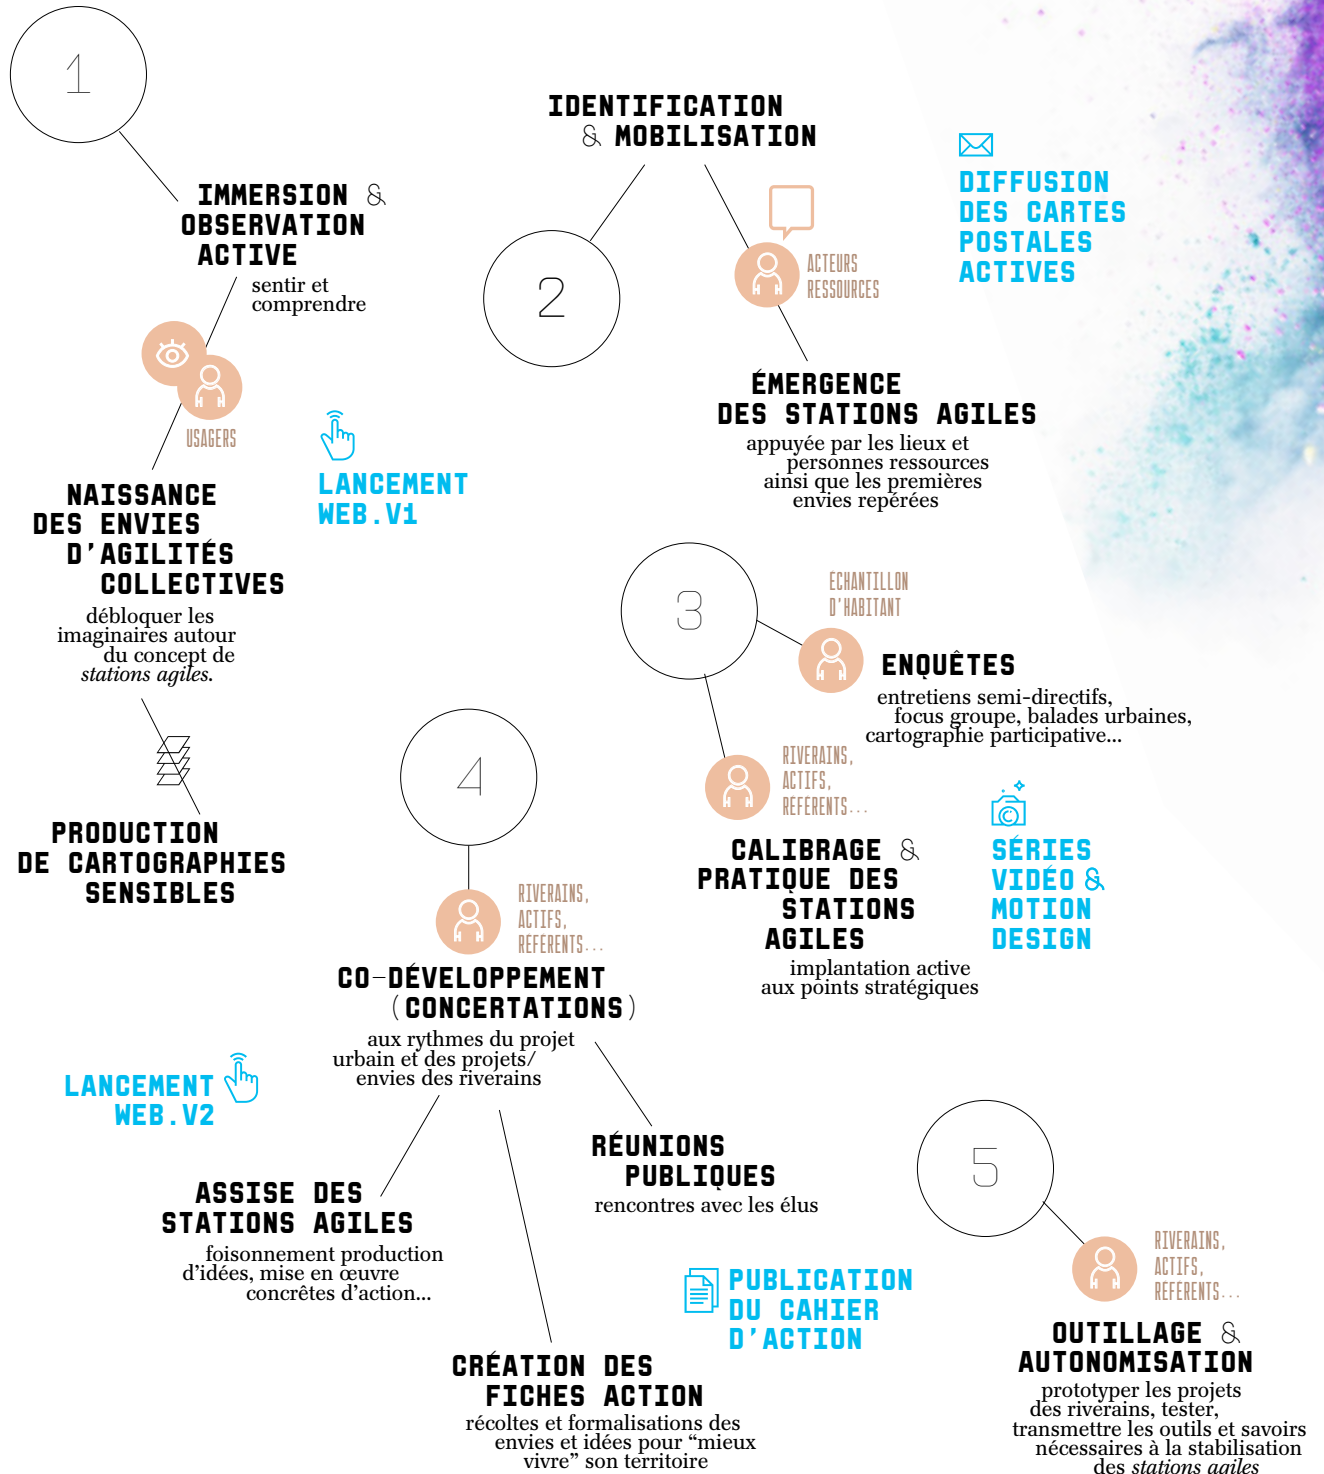 1
IMMERSION &
OBSERVATION
ACTIVE
sentir et
comprendre
USAGERS
NAISSANCE
DES ENVIES
D'AGILITÉS
COLLECTIVES
débloquer les
imaginaires autour
du concept de
stations agiles.
PRODUCTION
DE CARTOGRAPHIES
SENSIBLES
LANCEMENT
WEB.V1
IDENTIFICATION
& MOBILISATION
2
ACTEURS
RESSOURCES
ÉMERGENCE
DES STATIONS AGILES
appuyée par les lieux et
personnes ressources
ainsi que les premières
envies repérées
DIFFUSION
DES CARTES
POSTALES
ACTIVES
3
ÉCHANTILLON
D'HABITANT
ENQUÊTES
entretiens semi-directifs,
focus groupe, balades urbaines,
cartographie participative...
RIVERAINS,
ACTIFS,
RÉFÉRENTS...
CALIBRAGE &
PRATIQUE DES
STATIONS
AGILES
implantation active
aux points stratégiques
SÉRIES
VIDÉO &
MOTION
DESIGN
4
RIVERAINS,
ACTIFS,
RÉFÉRENTS...
CO-DÉVELOPPEMENT
(CONCERTATIONS)
aux rythmes du projet
urbain et des projets/
envies des riverains
LANCEMENT
WEB.V2
ASSISE DES
STATIONS AGILES
foisonnement production
d'idées, mise en œuvre
concrêtes d'action...
RÉUNIONS
PUBLIQUES
rencontres avec les élus
CRÉATION DES
FICHES ACTION
récoltes et formalisations des
envies et idées pour “mieux
vivre” son territoire
PUBLICATION
DU CAHIER
D'ACTION
5
RIVERAINS,
ACTIFS,
RÉFÉRENTS...
OUTILLAGE &
AUTONOMISATION
prototyper les projets
des riverains, tester,
transmettre les outils et savoirs
nécessaires à la stabilisation
des stations agiles